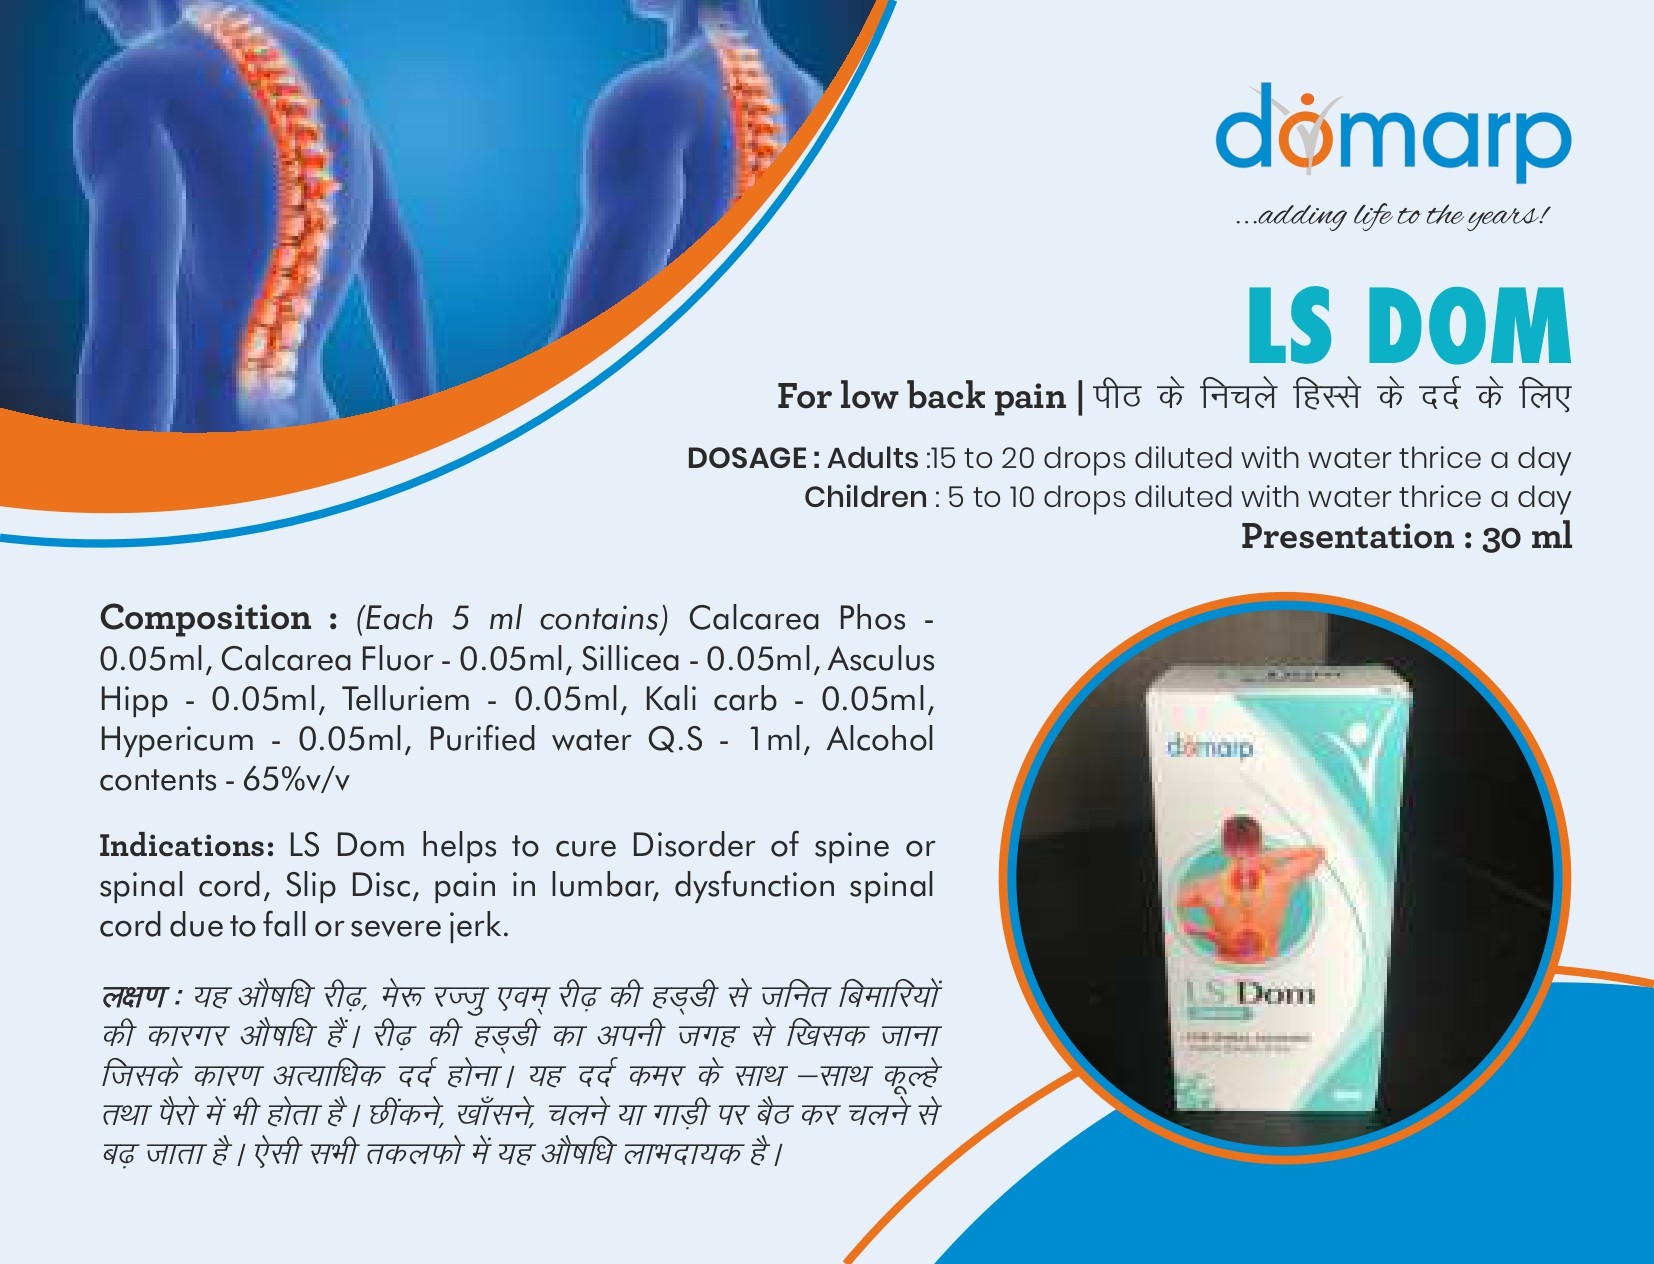 domarp
...adding life to the years!
LS DOM
For low back pain | पीठ के निचले हिस्से के दर्द के लिए
DOSAGE : Adults :15 to 20 drops diluted with water thrice a day
Children : 5 to 10 drops diluted with water thrice a day
Presentation : 30 ml
Composition : (Each 5 ml contains) Calcarea Phos -
0.05ml, Calcarea Fluor - 0.05ml, Sillicea - 0.05ml, Asculus
Hipp - 0.05ml, Telluriem - 0.05ml, Kali carb - 0.05ml,
Hypericum - 0.05ml, Purified water Q.S - 1ml, Alcohol
contents - 65%v/v
Indications: LS Dom helps to cure Disorder of spine or
spinal cord, Slip Disc, pain in lumbar, dysfunction spinal
cord due to fall or severe jerk.
लक्षण : यह औषधि रीढ़, मेरू रज्जु एवम् रीढ़ की हड्डी से जनित बिमारियों
की कारगर औषधि हैं। रीढ़ की हड्डी का अपनी जगह से खिसक जाना
जिसके कारण अत्याधिक दर्द होना। यह दर्द कमर के साथ –साथ कूल्हे
तथा पैरो में भी होता है। छींकने, खाँसने, चलने या गाड़ी पर बैठ कर चलने से
बढ़ जाता है। ऐसी सभी तकलफो में यह औषधि लाभदायक है।
domarp
LS Dom